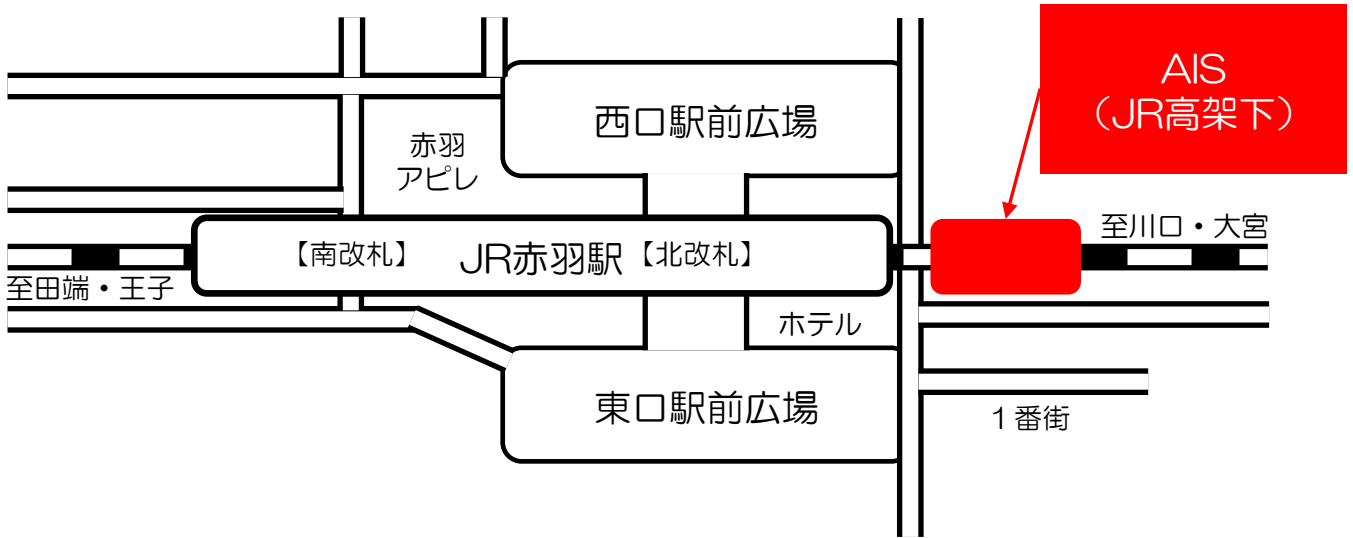 AIS
（JR高架下）
西口駅前広場
赤羽
アピレ
至川口・大宮
【南改札】
JR赤羽駅
【北改札】
至田端・王子
ホテル
東口駅前広場
１番街